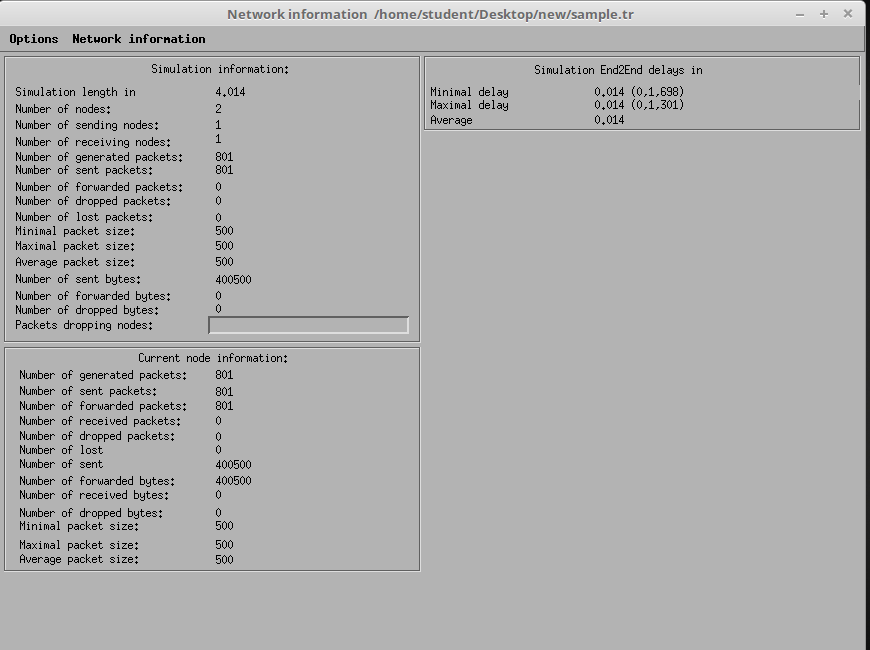 Network information /home/student/Desktop/new/sample.tr
Options Network information
Simulation information:
Simulation length in 4.014
Number of nodes: 2
Number of sending nodes: 1
Number of receiving nodes: 1
Number of generated packets: 801
Number of sent packets: 801
Number of forwarded packets: 0
Number of dropped packets: 0
Number of lost packets: 0
Minimal packet size: 500
Maximal packet size: 500
Average packet size: 500
Number of sent bytes: 400500
Number of forwarded bytes: 0
Number of dropped bytes: 0
Packets dropping nodes:
Current node information:
Number of generated packets: 801
Number of sent packets: 801
Number of forwarded packets: 801
Number of received packets: 0
Number of dropped packets: 0
Number of lost 0
Number of sent 400500
Number of forwarded bytes: 400500
Number of received bytes: 0
Number of dropped bytes: 0
Minimal packet size: 500
Maximal packet size: 500
Average packet size: 500
Simulation End2End delays in
Minimal delay 0.014 (0,1,698)
Maximal delay 0.014 (0,1,301)
Average 0.014